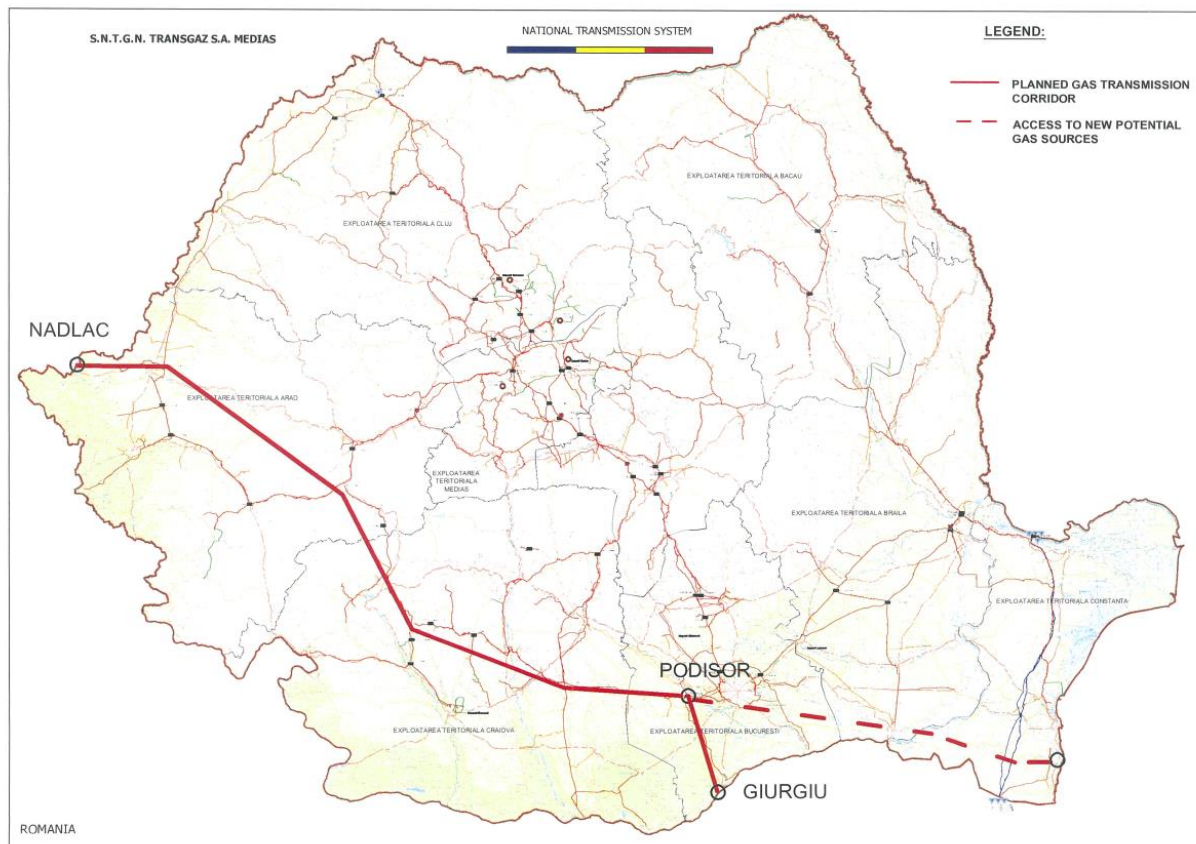 S.N.T.G.N. TRANSGAZ S.A. MEDIAS
NATIONAL TRANSMISSION SYSTEM
LEGEND:
PLANNED GAS TRANSMISSION
CORRIDOR
ACCESS TO NEW POTENTIAL
GAS SOURCES
EXPLOATAREA TERITORIALA BACAU
EXPLOATAREA TERITORIALA CLUJ
NADLAC
EXPLOATAREA TERITORIALA ARAD
EXPLOATAREA
TERITORIALA
MEDIAS
EXPLOATAREA TERITORIALA BRAILA
EXPLOATAREA TERITORIALA CONSTANTA
PODISOR
EXPLOATAREA TERITORIALA CRAIOVA
EXPLOATAREA TERITORIALA BUCURESTI
GIURGIU
ROMANIA